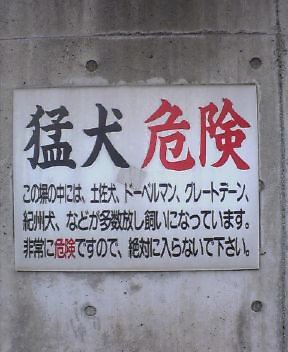 猛犬 危険
この塀の中には、土佐犬、ドーベルマン、グレートデーン、
紀州犬、などが多数放し飼いになっています。
非常に危険ですので、絶対に入らないで下さい。